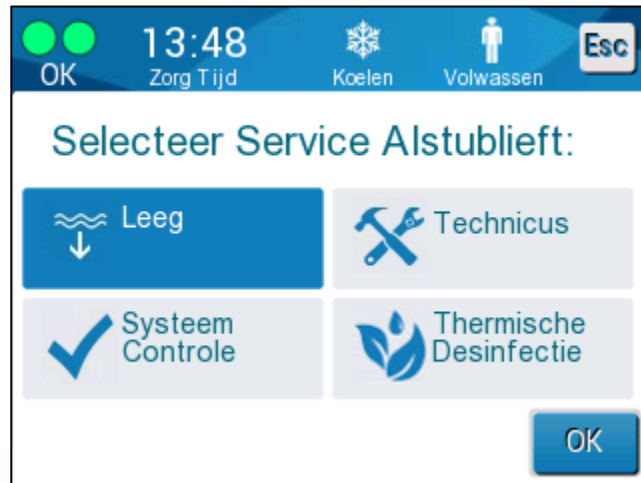 OK
13:48
Zorg Tijd
Koelen
Volwassen
Esc
Selecteer Service Alstublieft:
Leeg
Technicus
Systeem
Controle
Thermische
Desinfectie
OK